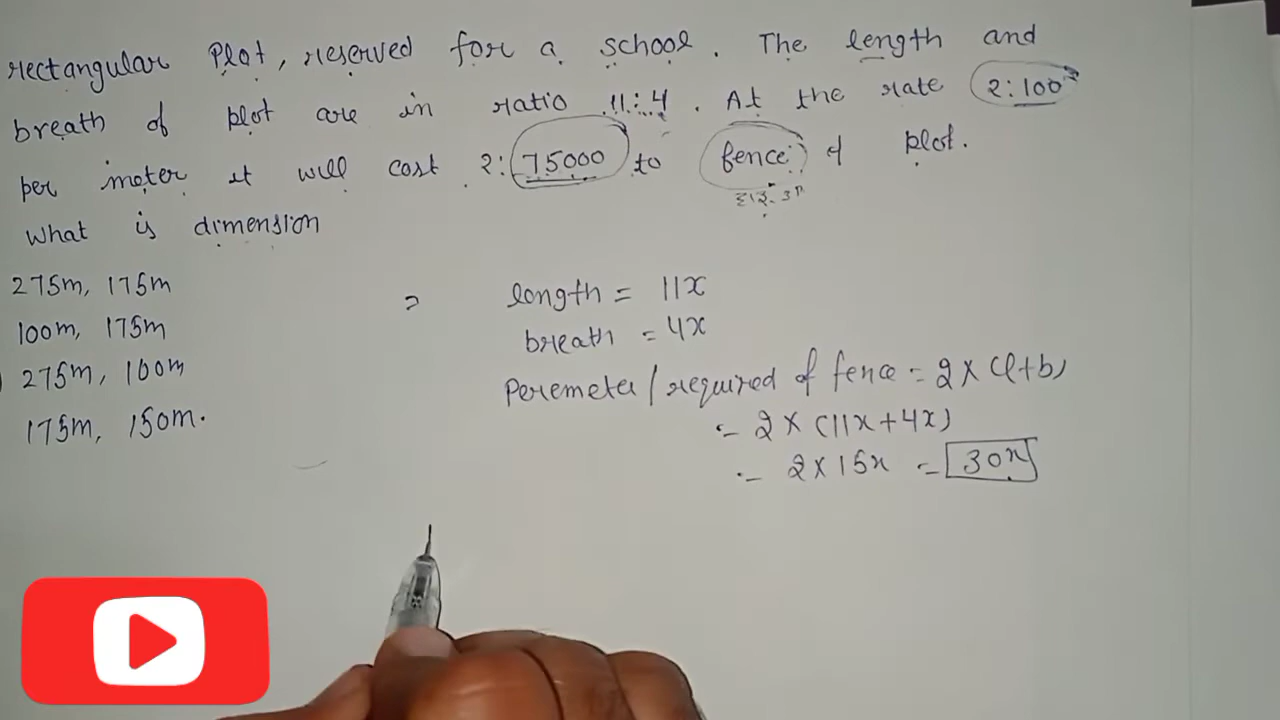 rectangular Plot, reserved for a school. The length and
breath of plot are in ratio 11:4. At the rate २:100
per meter it will cost २:75000 to fence of plot.
What is dimension
275m, 175m
100m, 175m
275m, 100m
175m, 150m.
length = 11x
breath = 4x
Peremeter / required of fence = 2 × (l+b)
= 2 × (11x+4x)
= 2×15x = 30x